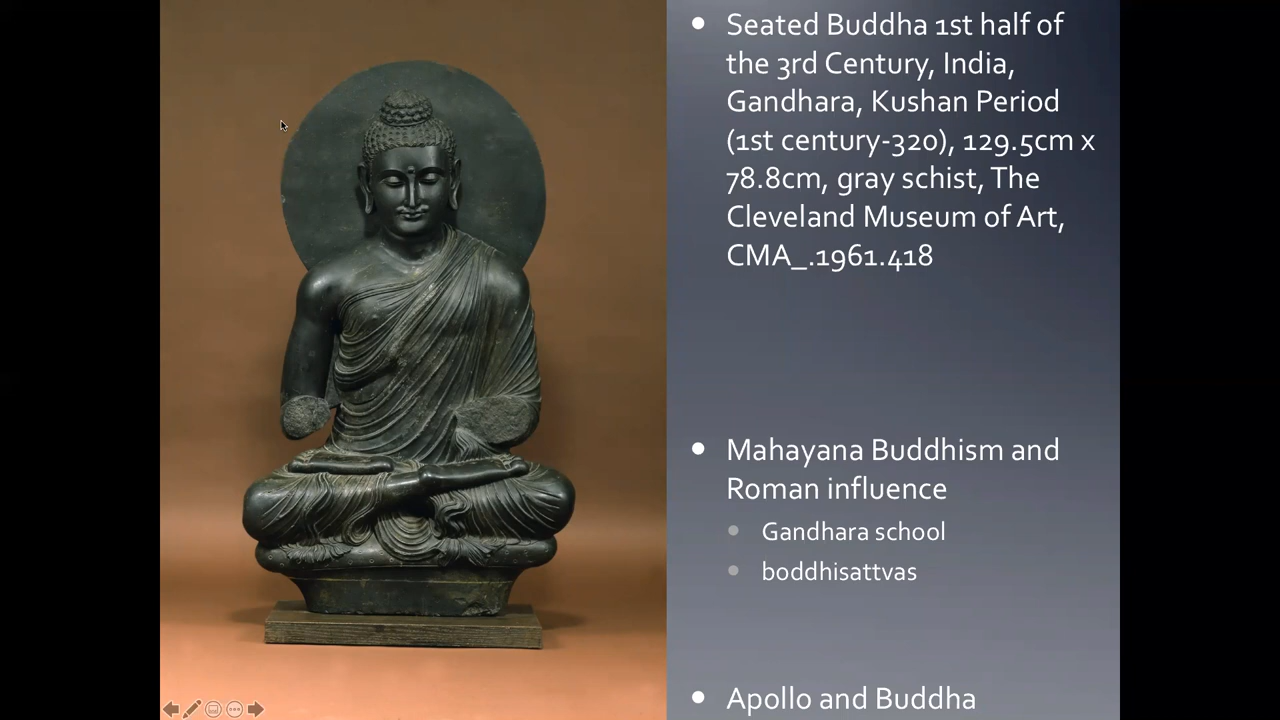 Seated Buddha 1st half of
the 3rd Century, India,
Gandhara, Kushan Period
(1st century-320), 129.5cm x
78.8cm, gray schist, The
Cleveland Museum of Art,
CMA_.1961.418
Mahayana Buddhism and
Roman influence
Gandhara school
boddhisattvas
Apollo and Buddha